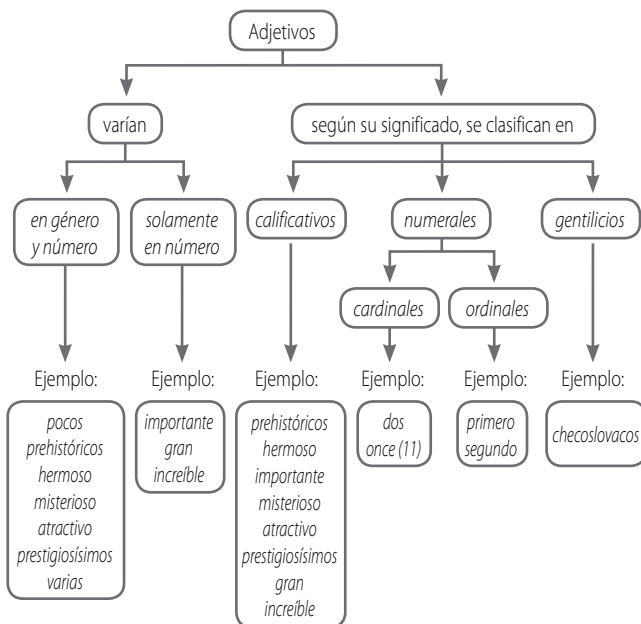 Adjetivos
varían
según su significado, se clasifican en
en género
y número
solamente
en número
calificativos
numerales
gentilicios
cardinales
ordinales
Ejemplo:
pocos
prehistóricos
hermoso
misterioso
atractivo
prestigiosísimos
varias
Ejemplo:
importante
gran
increíble
Ejemplo:
prehistóricos
hermoso
importante
misterioso
atractivo
prestigiosísimos
gran
increíble
Ejemplo:
dos
once (11)
Ejemplo:
primero
segundo
Ejemplo:
checoslovacos